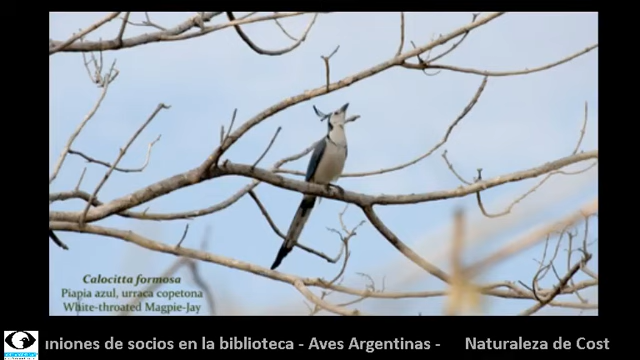 Calocitta formosa
Piapia azul, urraca copetona
White-throated Magpie-Jay
niones de socios en la biblioteca - Aves Argentinas - Naturaleza de Cost